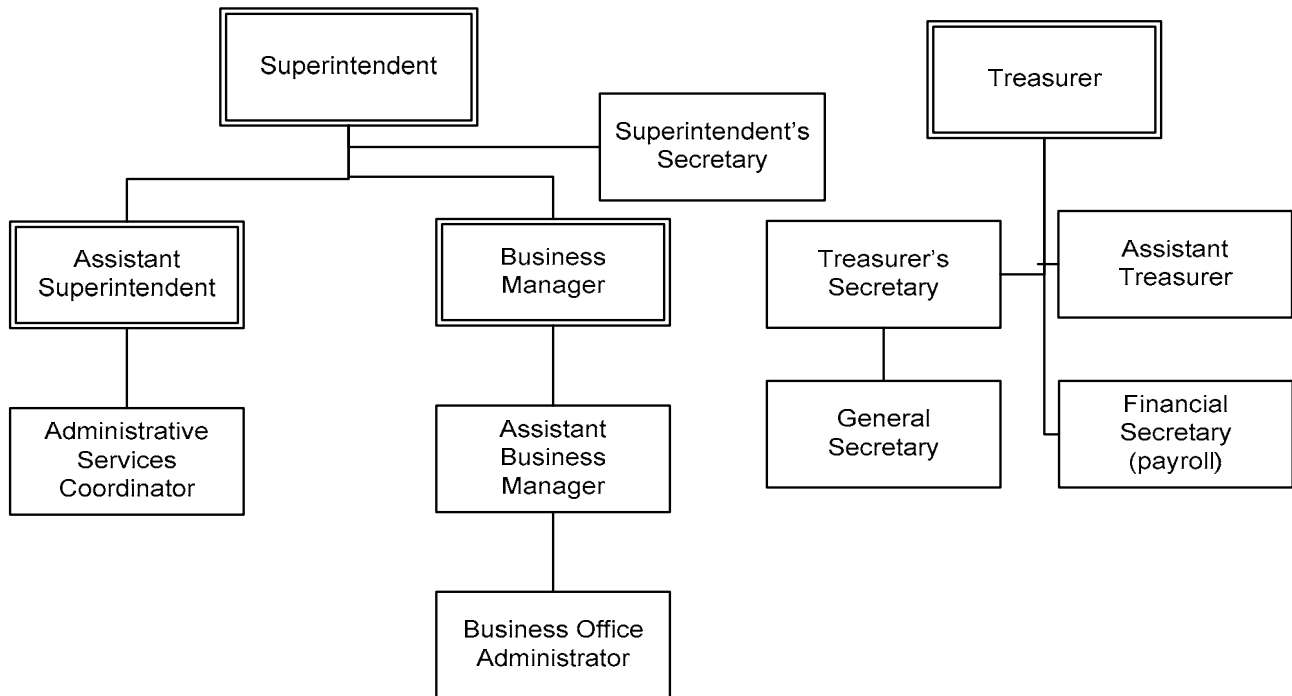 Superintendent
Treasurer
Superintendent's
Secretary
Assistant
Superintendent
Business
Manager
Treasurer's
Secretary
Assistant
Treasurer
Administrative
Services
Coordinator
Assistant
Business
Manager
General
Secretary
Financial
Secretary
(payroll)
Business Office
Administrator